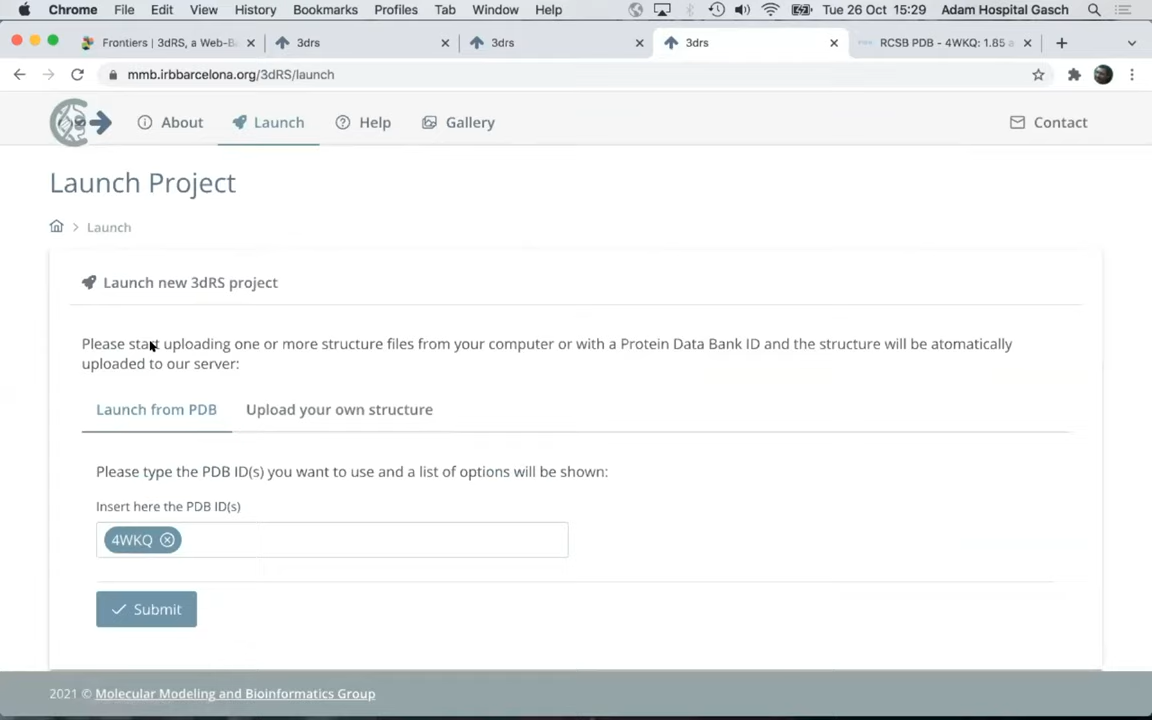 Chrome File Edit View History Bookmarks Profiles Tab Window Help Tue 26 Oct 15:29 Adam Hospital Gasch
Frontiers | 3dRS, a Web-B
3drs
3drs
3drs
RCSB PDB - 4WKQ: 1.85
mmb.irbbarcelona.org/3dRS/launch
About Launch Help Gallery Contact
Launch Project
> Launch
Launch new 3dRS project
Please start uploading one or more structure files from your computer or with a Protein Data Bank ID and the structure will be atomically
uploaded to our server:
Launch from PDB Upload your own structure
Please type the PDB ID(s) you want to use and a list of options will be shown:
Insert here the PDB ID(s)
4WKQ
Submit
2021 © Molecular Modeling and Bioinformatics Group